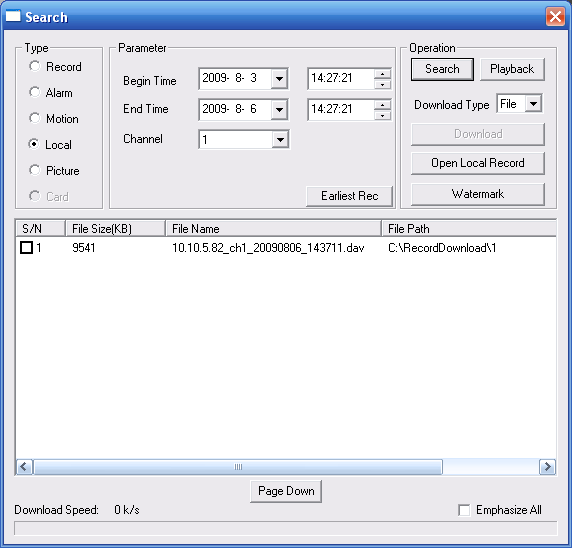 Search
Type
Record
Alarm
Motion
Local
Picture
Card
Parameter
Begin Time 2009- 8- 3 14:27:21
End Time 2009- 8- 6 14:27:21
Channel 1
Earliest Rec
Operation
Search Playback
Download Type File
Download
Open Local Record
Watermark
S/N File Size(KB) File Name File Path
1 9541 10.10.5.82_ch1_20090806_143711.dav C:\RecordDownload\1
Page Down
Download Speed: 0 k/s Emphasize All